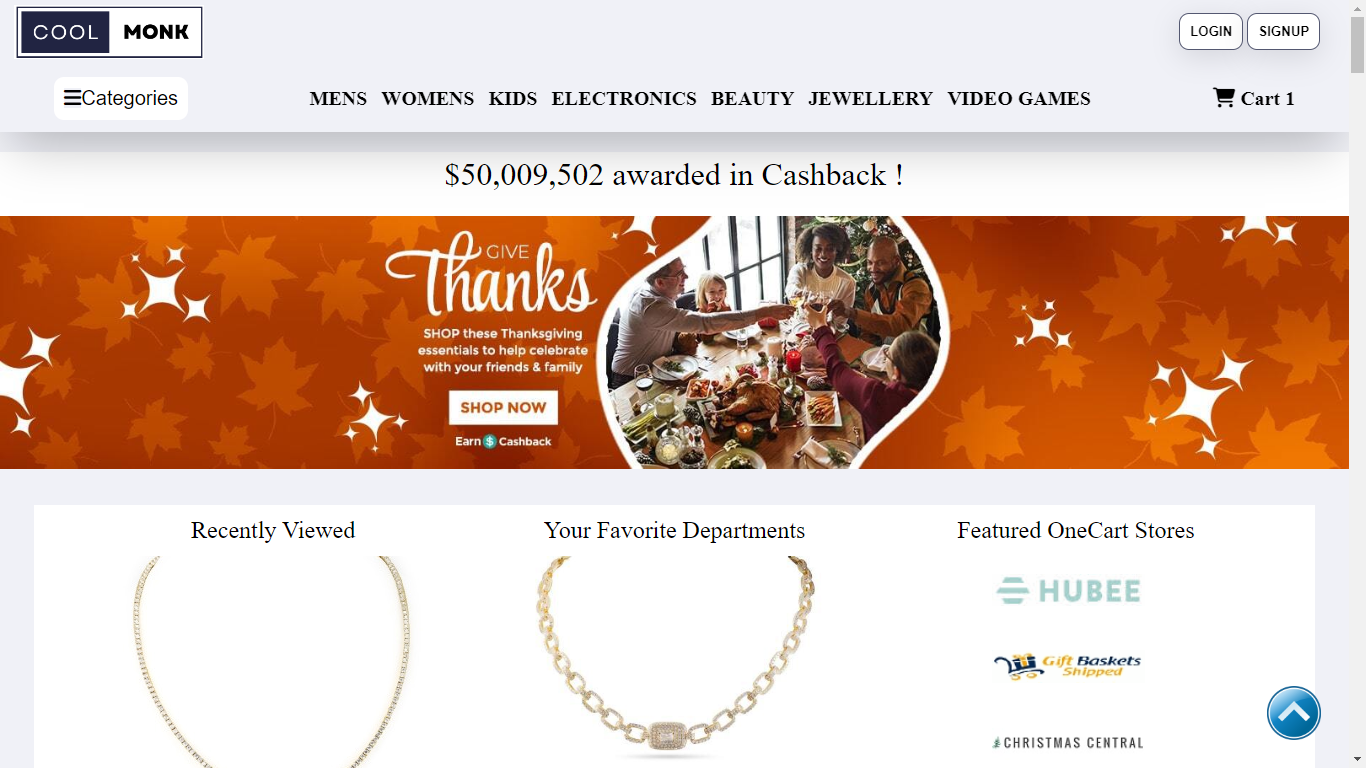 COOL MONK
LOGIN SIGNUP
Categories
MENS WOMENS KIDS ELECTRONICS BEAUTY JEWELLERY VIDEO GAMES
Cart 1
$50,009,502 awarded in Cashback !
GIVE
Thanks
SHOP these Thanksgiving
essentials to help celebrate
with your friends & family
SHOP NOW
Earn $ Cashback
Recently Viewed
Your Favorite Departments
Featured OneCart Stores
HUBEE
Gift Baskets
Shipped
CHRISTMAS CENTRAL